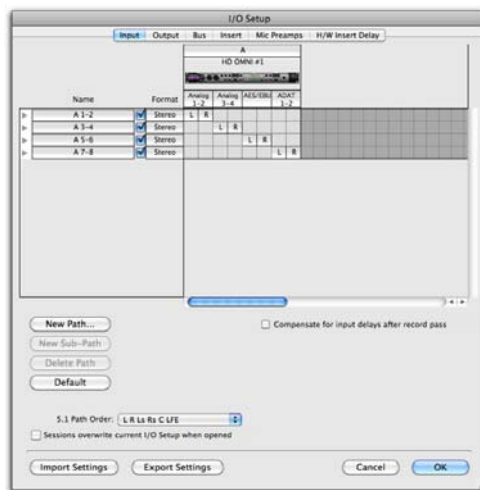 I/O Setup
Input Output Bus Insert Mic Preamps H/W Insert Delay
A
HD OMNI #1
Name Format Analog 1-2 Analog 3-4 AES/EBU ADAT 1-2
A 1-2 Stereo L R
A 3-4 Stereo L R
A 5-6 Stereo L R
A 7-8 Stereo L R
New Path... Compensate for input delays after record pass
New Sub-Path
Delete Path
Default
5.1 Path Order: L R Ls Rs C LFE
Sessions overwrite current I/O Setup when opened
Import Settings Export Settings Cancel OK